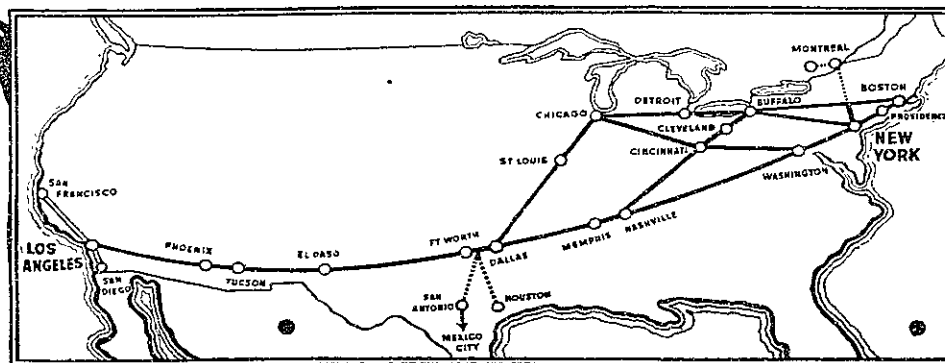 MONTREAL
BOSTON
DETROIT
BUFFALO
CHICAGO
PROVIDENCE
CLEVELAND
NEW
YORK
CINCINNATI
ST LOUIE
WASHINGTON
SAN
FRANCISCO
NASHVILLE
MEMPHIS
FT WORTH
DALLAS
PHOENIX
EL PASO
LOS
ANGELES
TUCSON
SAN
DIEGO
SAN
ANTONIO
HOUSTON
MEXICO
CITY